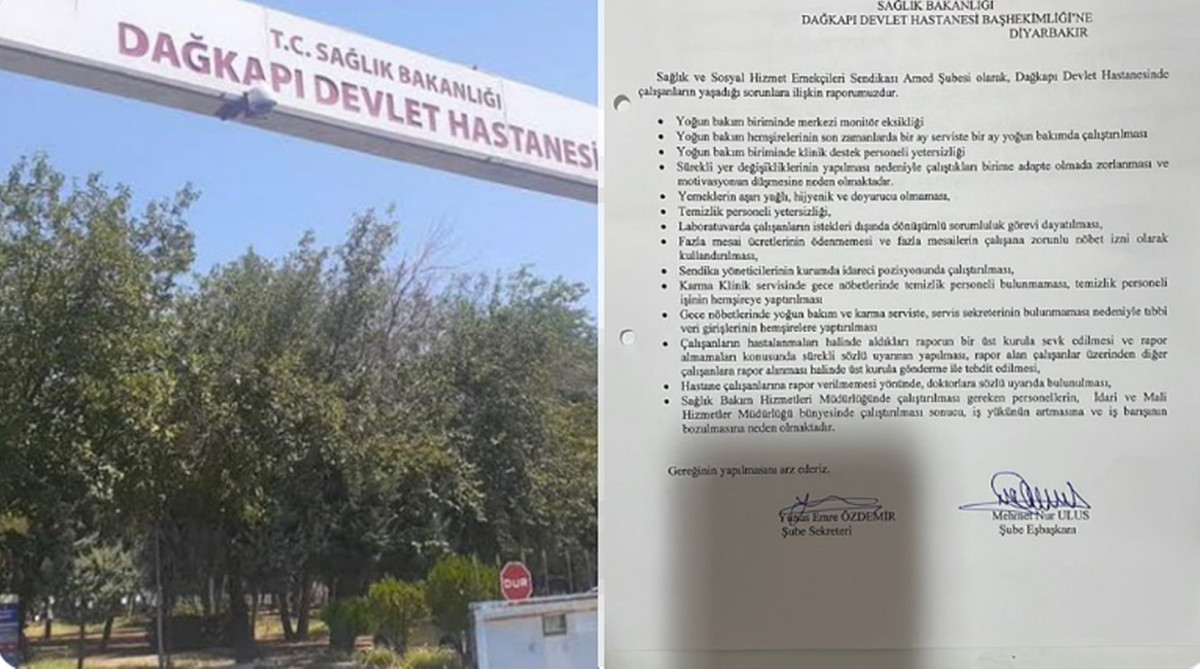 T.C. SAĞLIK BAKANLIĞI
DAĞKAPI DEVLET HASTANESİ
DUR
SAĞLIK BAKANLIĞI
DAĞKAPI DEVLET HASTANESİ BAŞHEKİMLİĞİ'NE
DİYARBAKIR
Sağlık ve Sosyal Hizmet Emekçileri Sendikası Amed Şubesi olarak, Dağkapı Devlet Hastanesinde
çalışanların yaşadığı sorunlara ilişkin raporumuzdur.
• Yoğun bakım biriminde merkezi monitör eksikliği
• Yoğun bakım hemşirelerinin son zamanlarda bir ay serviste bir ay yoğun bakımda çalıştırılması
• Yoğun bakım biriminde klinik destek personeli yetersizliği
• Sürekli yer değişikliklerinin yapılması nedeniyle çalıştıkları birime adapte olmada zorlanması ve
motivasyonun düşmesine neden olmaktadır.
• Yemeklerin aşırı yağlı, hijyenik ve doyurucu olmaması,
• Temizlik personeli yetersizliği,
• Laboratuvarda çalışanların istekleri dışında dönüşümlü sorumluluk görevi dayatılması,
• Fazla mesai ücretlerinin ödenmemesi ve fazla mesailerin çalışana zorunlu nöbet izni olarak
kullandırılması,
• Sendika yöneticilerinin kurumda idareci pozisyonunda çalıştırılması,
• Karma Klinik servisinde gece nöbetlerinde temizlik personeli bulunmaması, temizlik personeli
işinin hemşireye yaptırılması
• Gece nöbetlerinde yoğun bakım ve karma serviste, servis sekreterinin bulunmaması nedeniyle tıbbi
veri girişlerinin hemşirelere yaptırılması
• Çalışanların hastalanmaları halinde aldıkları raporun bir üst kurula sevk edilmesi ve rapor
almamaları konusunda sürekli sözlü uyarının yapılması, rapor alan çalışanlar üzerinden diğer
çalışanlara rapor alınması halinde üst kurula gönderme ile tehdit edilmesi,
• Hastane çalışanlarına rapor verilmemesi yönünde, doktorlara sözlü uyarıda bulunulması,
• Sağlık Bakım Hizmetleri Müdürlüğünde çalıştırılması gereken personellerin, İdari ve Mali
Hizmetler Müdürlüğü bünyesinde çalıştırılması sonucu, iş yükünün artmasına ve iş barışının
bozulmasına neden olmaktadır.
Gereğinin yapılmasını arz ederiz.
Yunus Emre ÖZDEMİR
Şube Sekreteri
Mehmet Nur ULUS
Şube Eşbaşkanı